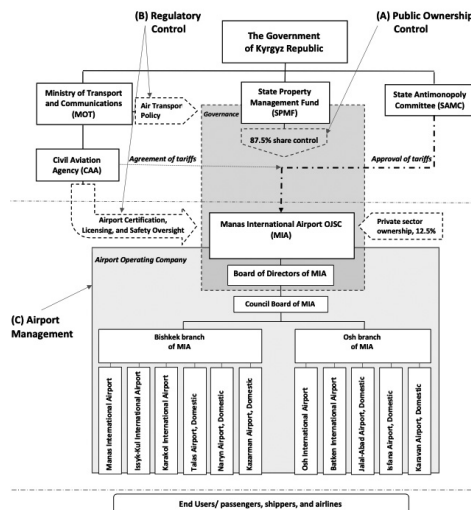 (B) Regulatory
Control
(A) Public Ownership
Control
The Government of
Kyrgyz Republic
Ministry of Transport
and Communications
(MOT)
Air Transpor
Policy
Governance
State Property
Management Fund
(SPMF)
State Antimonopoly
Committee (SAMC)
87.5% share control
Civil Aviation
Agency (CAA)
Agreement of tariffs
Approval of tariffs
Airport Certification,
Licensing, and Safety Oversight
Manas International Airport OJSC
(MIA)
Private sector
ownership, 12.5%
Airport Operating Company
Board of Directors of MIA
(C) Airport
Management
Council Board of MIA
Bishkek branch
of MIA
Osh branch
of MIA
Manas International Airport
Issyk-Kul International Airport
Karakol International Airport
Talas Airport, Domestic
Naryn Airport, Domestic
Kazarman Airport, Domestic
Osh International Airport
Batken International Airport
Jalal-Abad Airport, Domestic
Isfana Airport, Domestic
Karavan Airport, Domestic
End Users/ passengers, shippers, and airlines